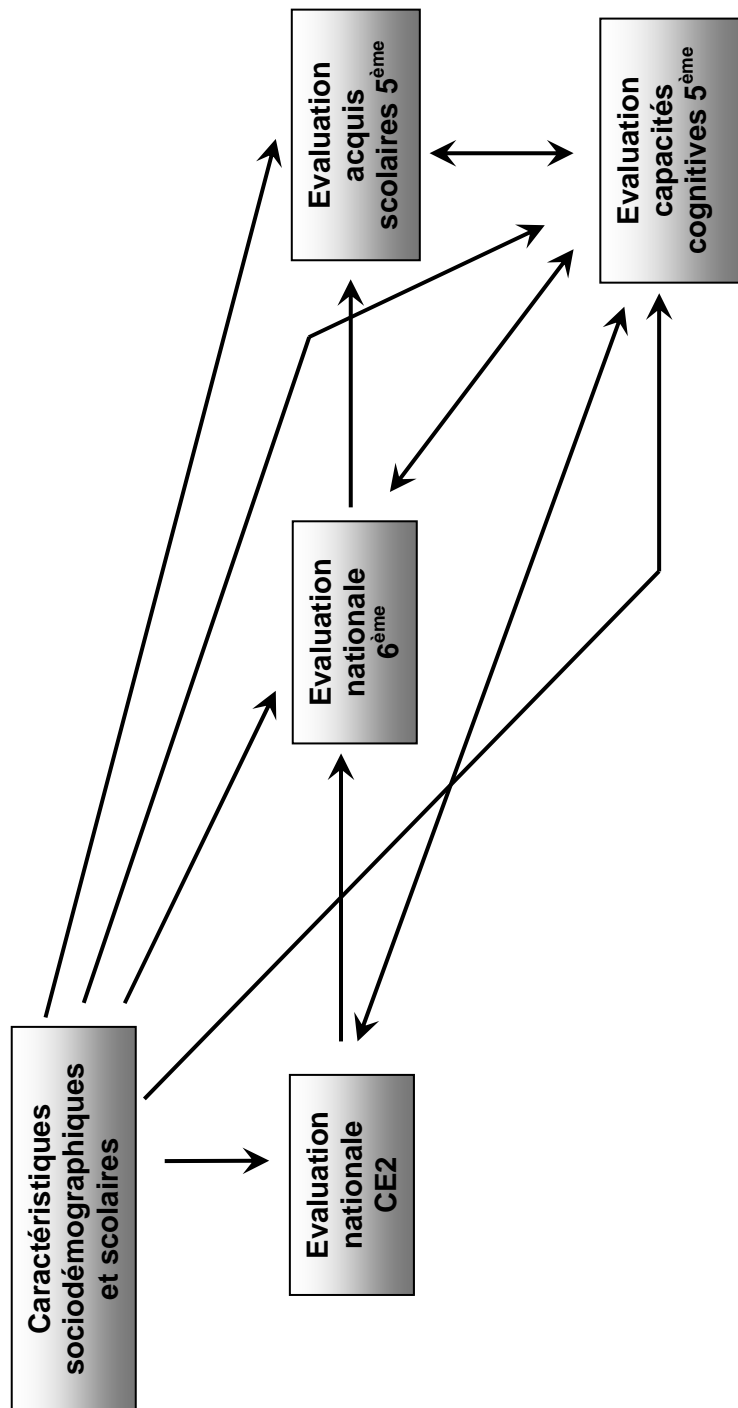 Caractéristiques
sociodémographiques
et scolaires
Evaluation
nationale
CE2
Evaluation
nationale
6ème
Evaluation
acquis
scolaires 5ème
Evaluation
capacités
cognitives 5ème